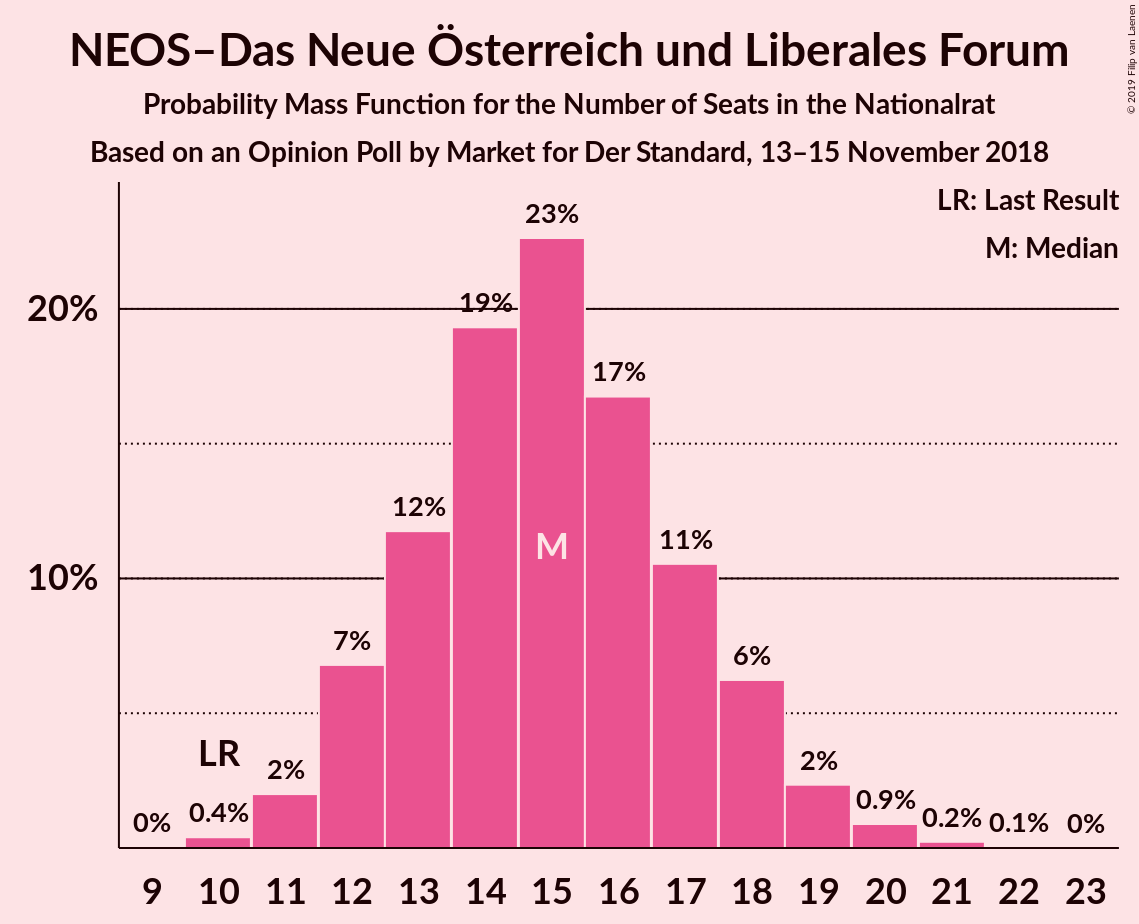 NEOS–Das Neue Österreich und Liberales Forum
Probability Mass Function for the Number of Seats in the Nationalrat
Based on an Opinion Poll by Market for Der Standard, 13–15 November 2018
© 2019 Filip van Laenen
LR: Last Result
M: Median
20%
10%
0%
0.4%
2%
7%
12%
19%
23%
17%
11%
6%
2%
0.9%
0.2%
0.1%
0%
LR
M
9 10 11 12 13 14 15 16 17 18 19 20 21 22 23